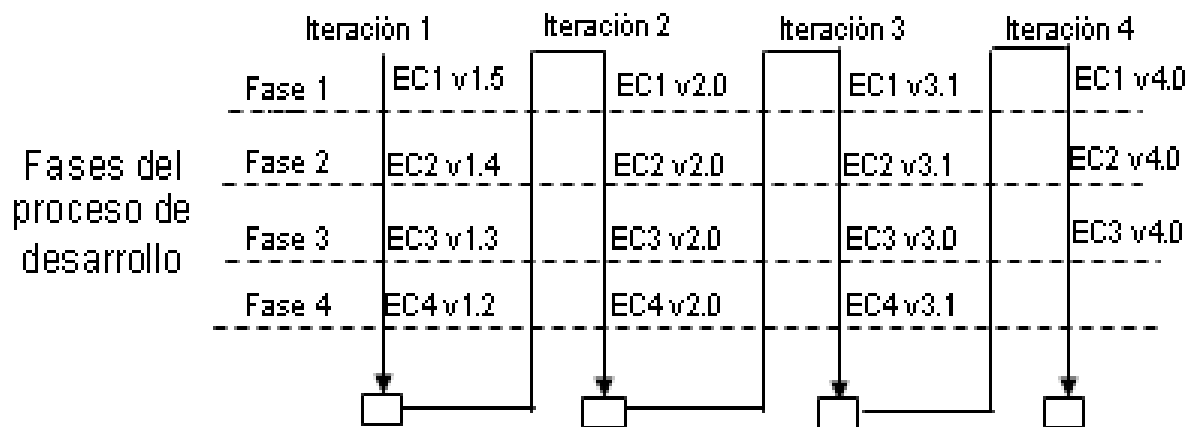 Iteración 1 Iteración 2 Iteración 3 Iteración 4
Fase 1 EC1 v1.5 EC1 v2.0 EC1 v3.1 EC1 v4.0
Fases del
proceso de
desarrollo
Fase 2 EC2 v1.4 EC2 v2.0 EC2 v3.1 EC2 v4.0
Fase 3 EC3 v1.3 EC3 v2.0 EC3 v3.0 EC3 v4.0
Fase 4 EC4 v1.2 EC4 v2.0 EC4 v3.1